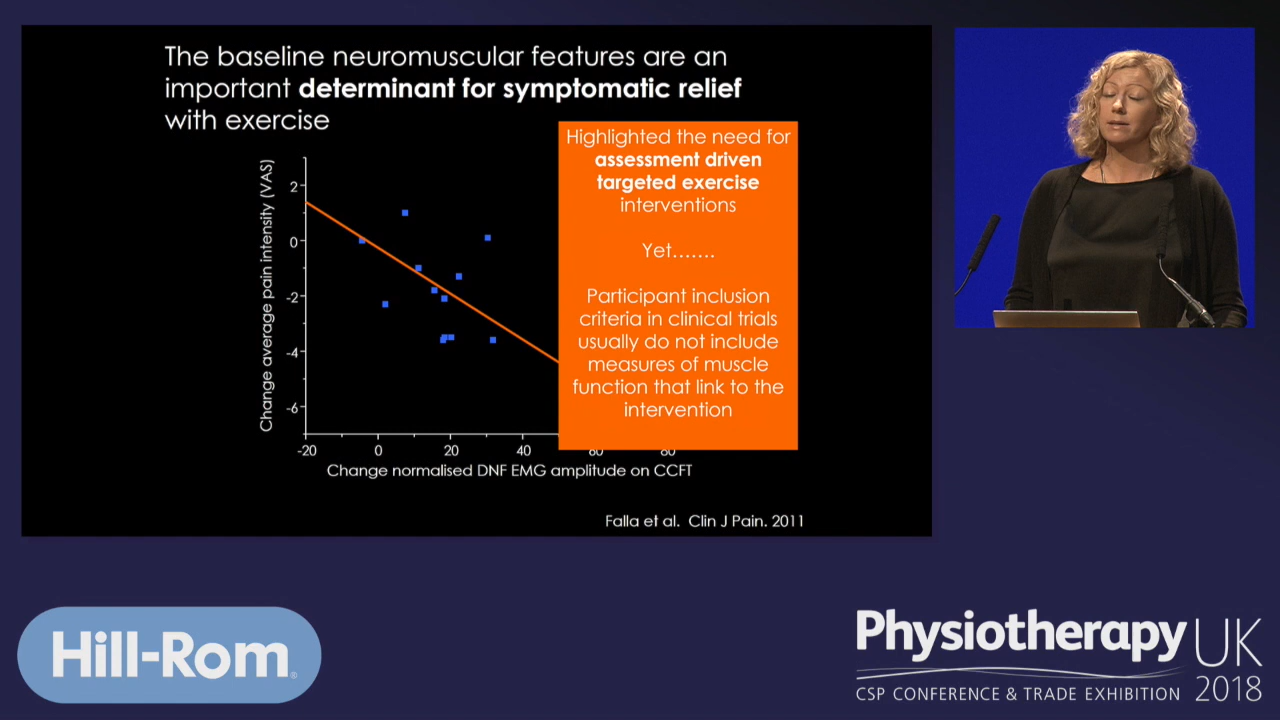 The baseline neuromuscular features are an
important determinant for symptomatic relief
with exercise
Highlighted the need for
assessment driven
targeted exercise
interventions
Yet.......
Participant inclusion
criteria in clinical trials
usually do not include
measures of muscle
function that link to the
intervention
Change average pain intensity (VAS)
2
0
-2
-4
-6
-20 0 20 40 60 80
Change normalised DNF EMG amplitude on CCFT
Falla et al. Clin J Pain. 2011
Hill-Rom®
Physiotherapy UK
CSP CONFERENCE & TRADE EXHIBITION 2018